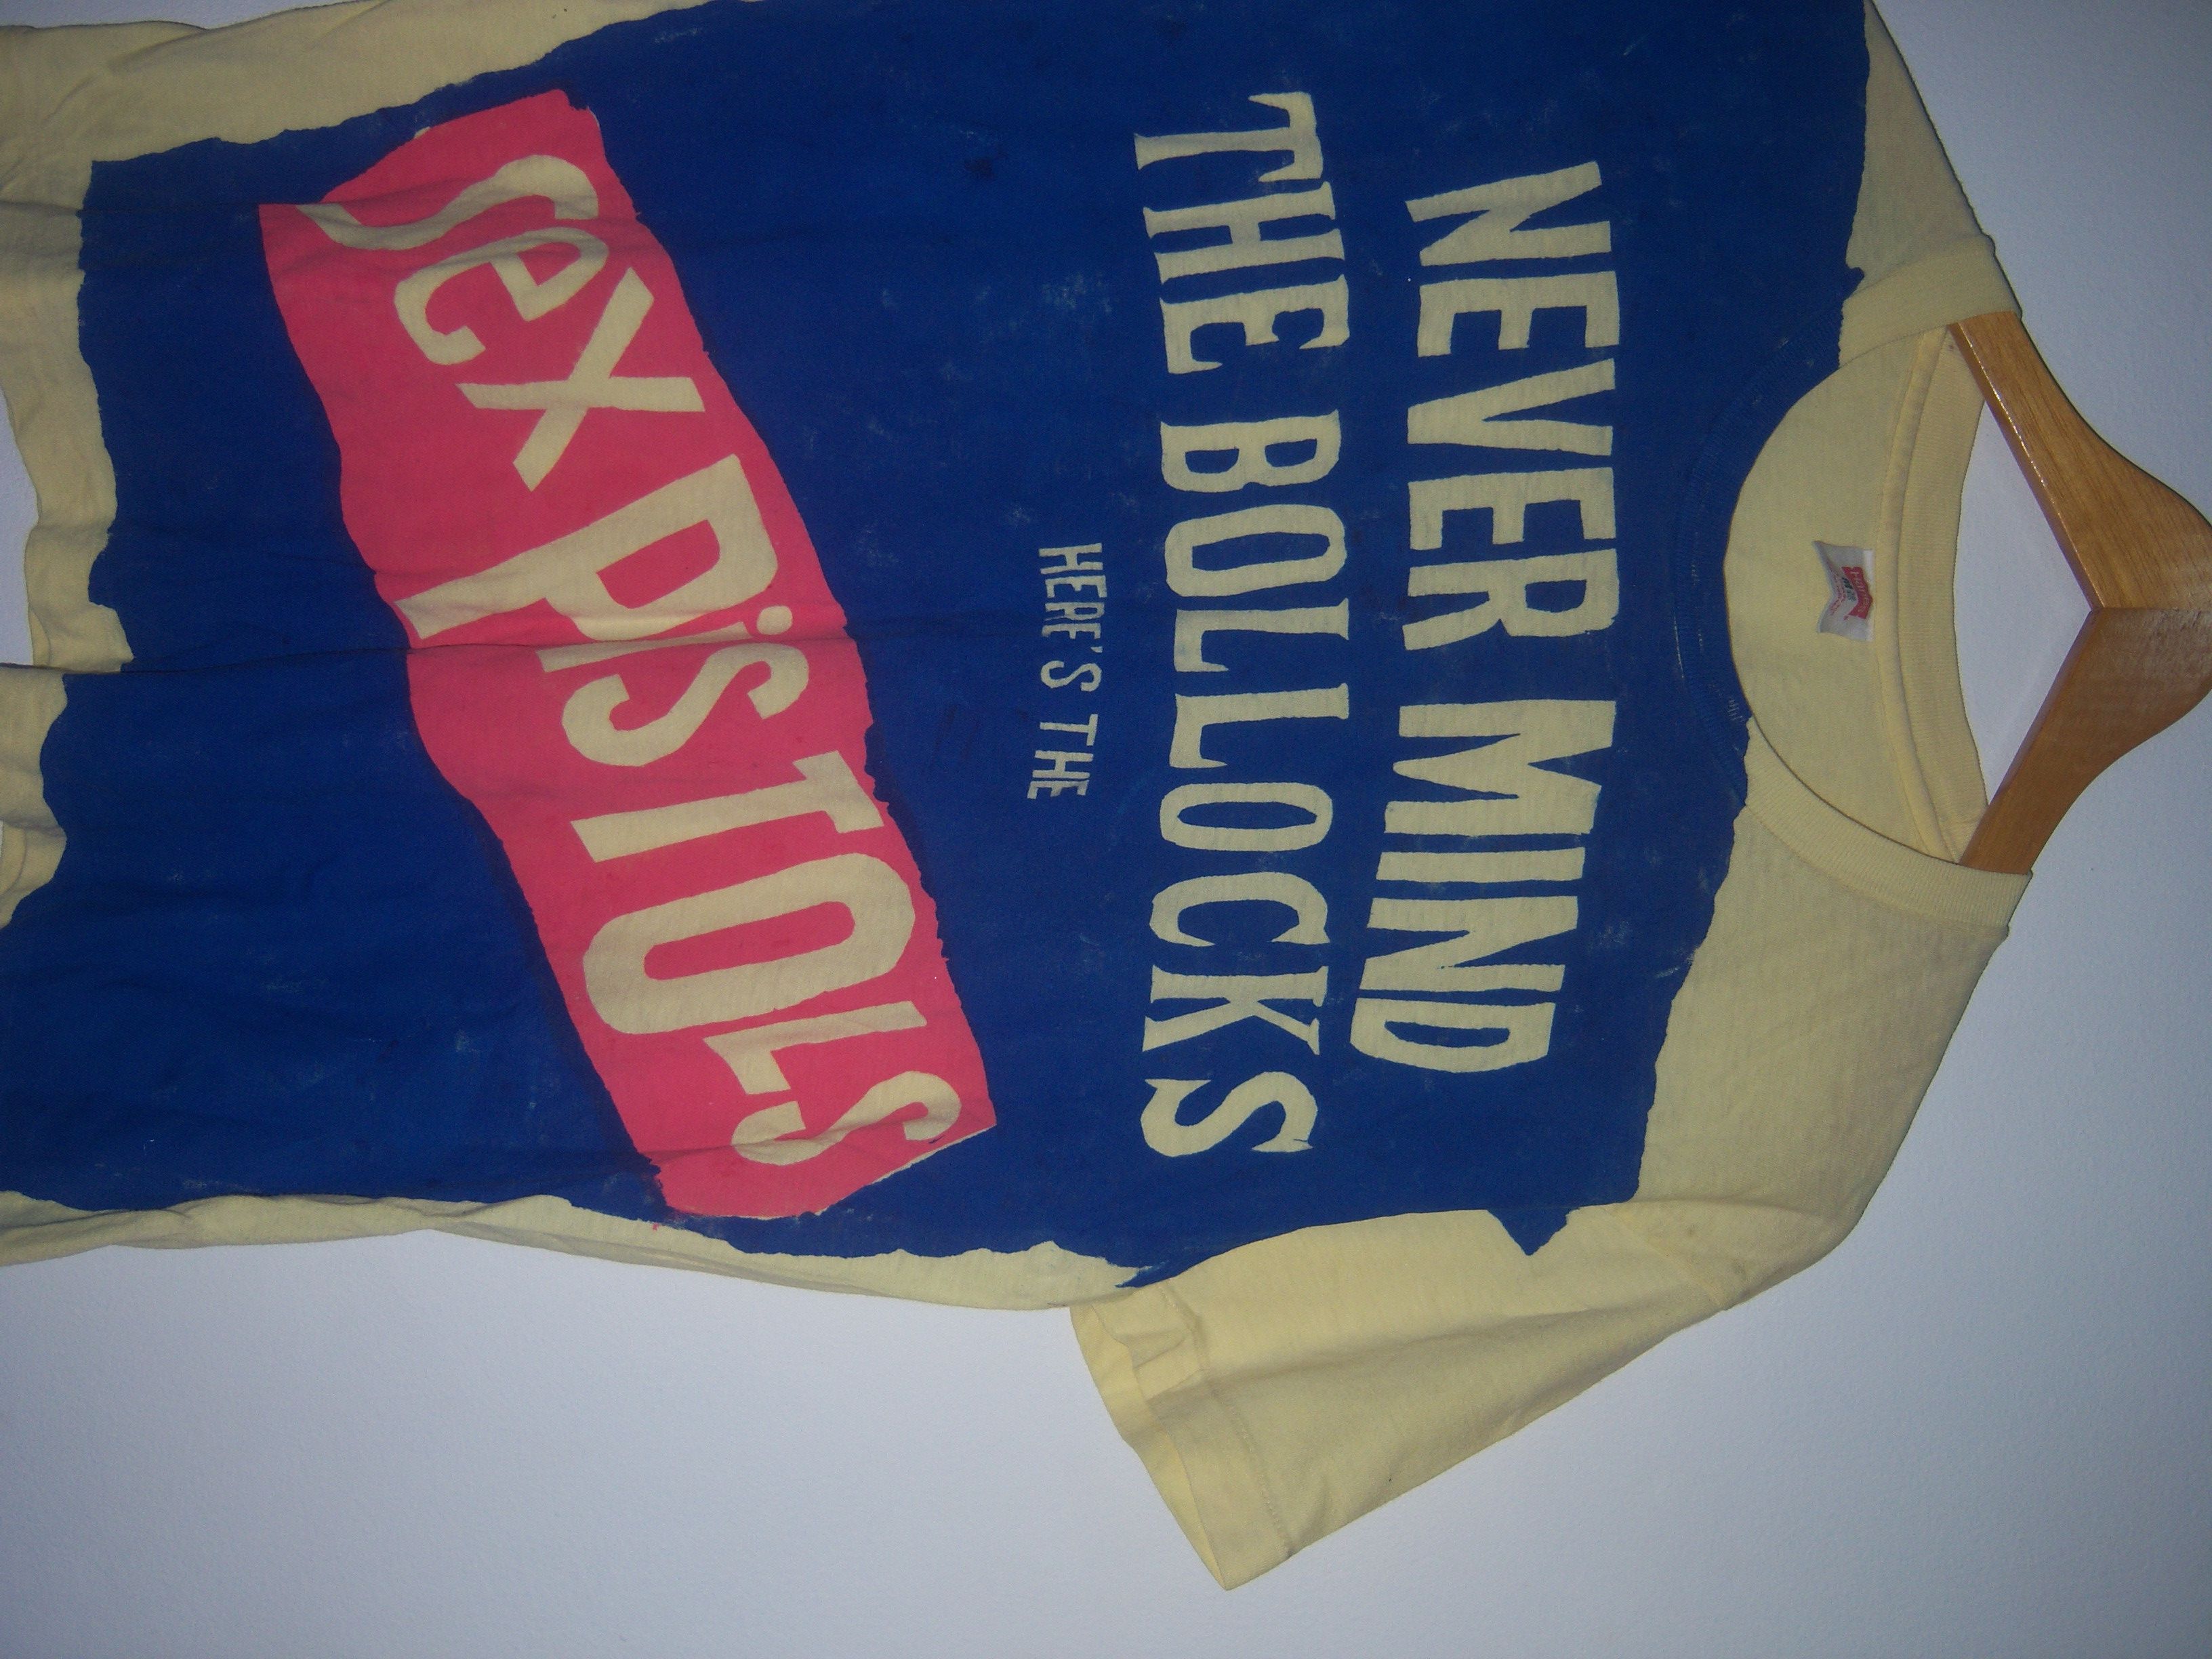 NEVER MIND
THE BOLLOCKS
HERE'S THE
Sex PisTOLS